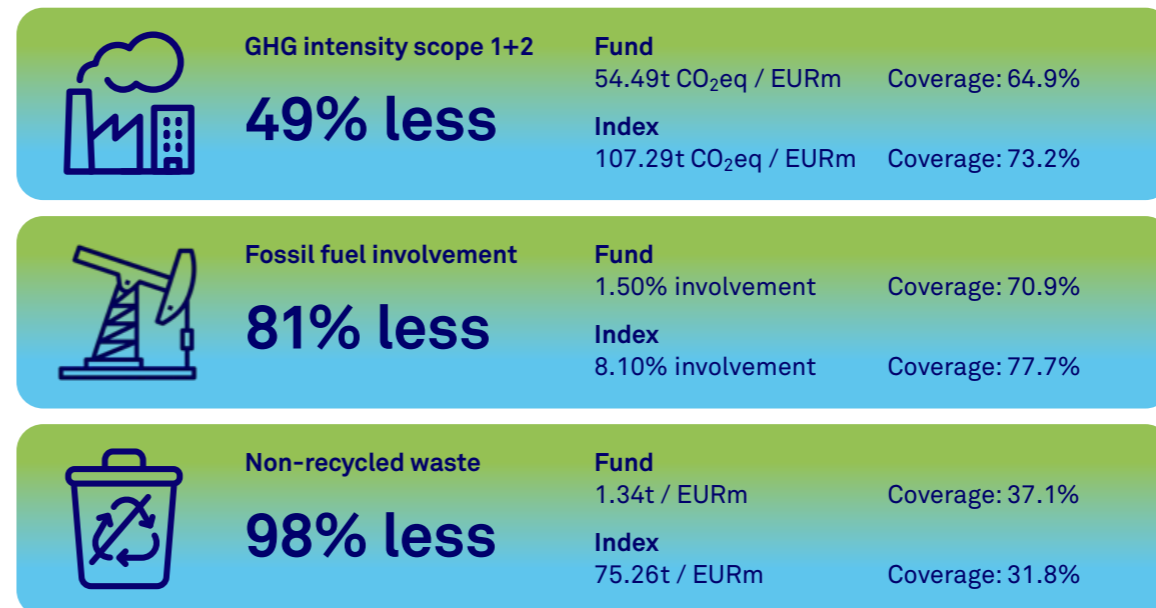 GHG intensity scope 1+2
49% less
Fund
54.49t CO₂eq / EURm Coverage: 64.9%
Index
107.29t CO₂eq / EURm Coverage: 73.2%
Fossil fuel involvement
81% less
Fund
1.50% involvement Coverage: 70.9%
Index
8.10% involvement Coverage: 77.7%
Non-recycled waste
98% less
Fund
1.34t / EURm Coverage: 37.1%
Index
75.26t / EURm Coverage: 31.8%